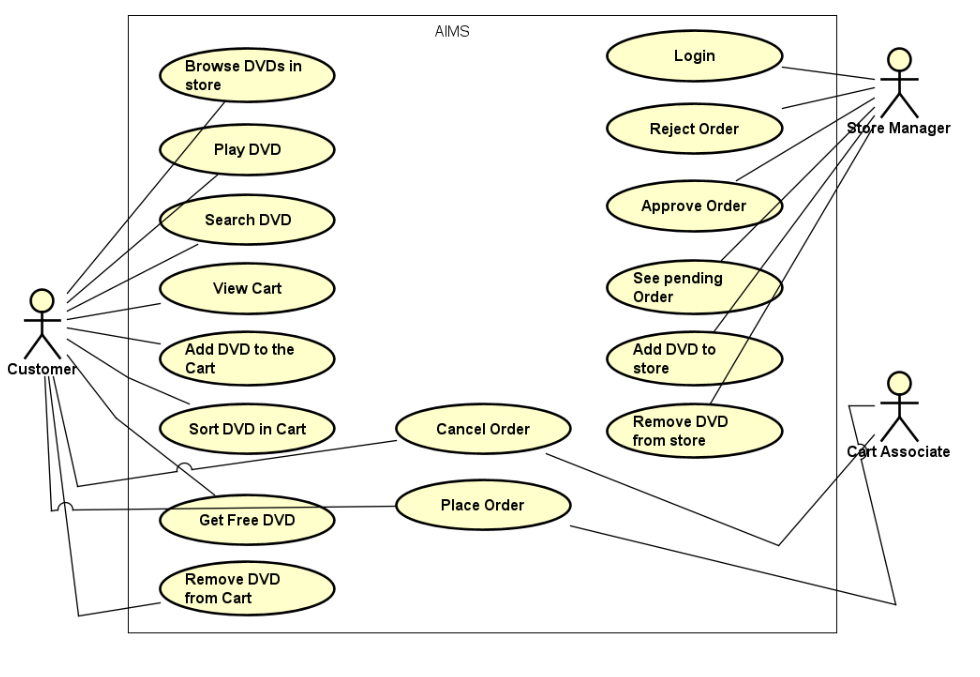 AIMS
Browse DVDs in
store
Play DVD
Search DVD
View Cart
Add DVD to the
Cart
Sort DVD in Cart
Get Free DVD
Remove DVD
from Cart
Cancel Order
Place Order
Login
Reject Order
Approve Order
See pending
Order
Add DVD to
store
Remove DVD
from store
Customer
Store Manager
Cart Associate